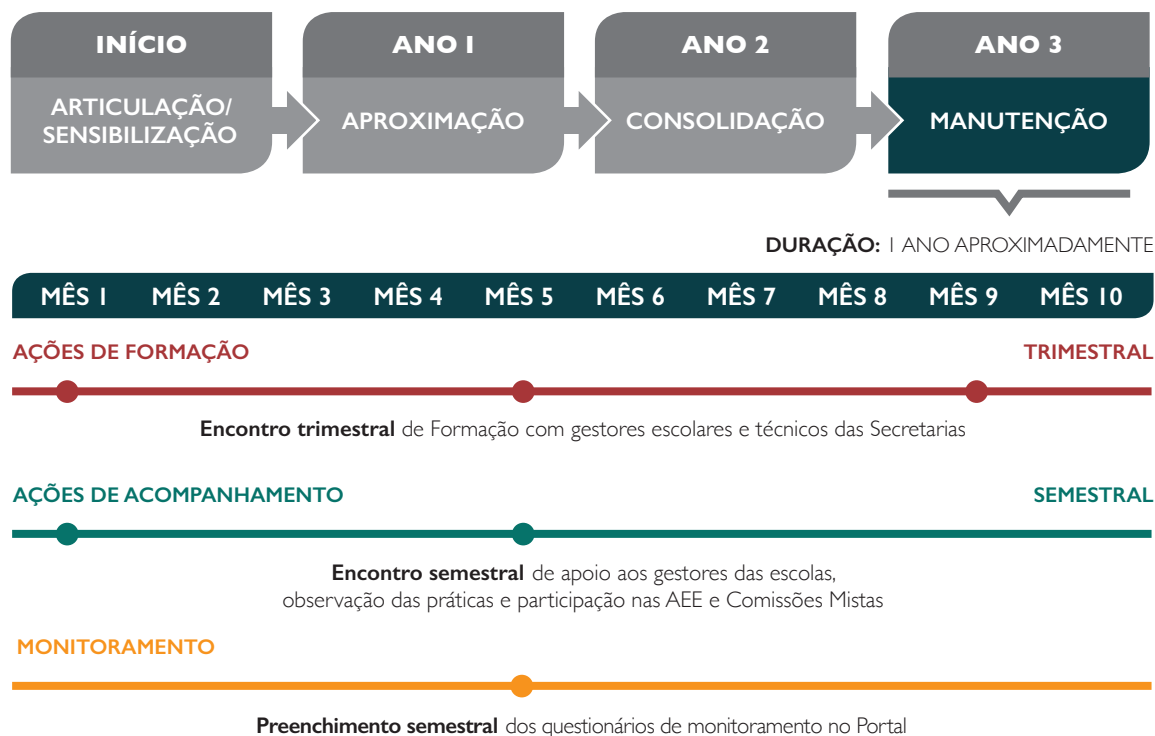 INÍCIO
ARTICULAÇÃO/
SENSIBILIZAÇÃO
ANO 1
APROXIMAÇÃO
ANO 2
CONSOLIDAÇÃO
ANO 3
MANUTENÇÃO
DURAÇÃO: 1 ANO APROXIMADAMENTE
MÊS 1 MÊS 2 MÊS 3 MÊS 4 MÊS 5 MÊS 6 MÊS 7 MÊS 8 MÊS 9 MÊS 10
AÇÕES DE FORMAÇÃO TRIMESTRAL
Encontro trimestral de Formação com gestores escolares e técnicos das Secretarias
AÇÕES DE ACOMPANHAMENTO SEMESTRAL
Encontro semestral de apoio aos gestores das escolas,
observação das práticas e participação nas AEE e Comissões Mistas
MONITORAMENTO
Preenchimento semestral dos questionários de monitoramento no Portal